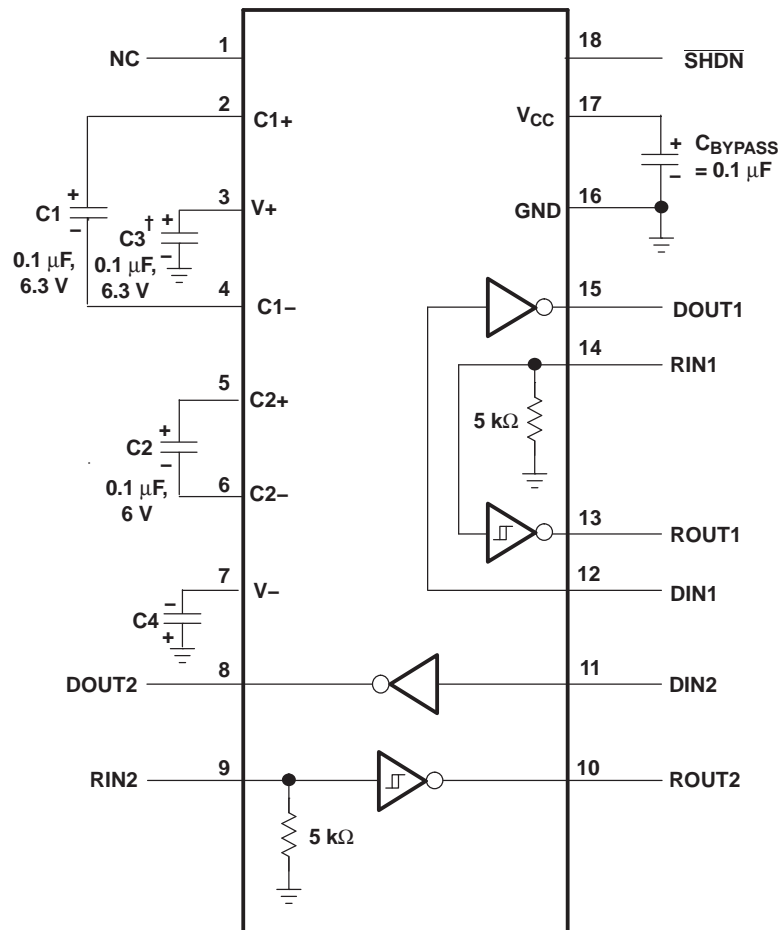 NC
1
18
SHDN
2
C1+
17
VCC
+
CBYPASS
= 0.1 μF
−
+
C1
−
0.1 μF,
6.3 V
3
V+
+
C3†
−
0.1 μF,
6.3 V
16
GND
4
C1−
15
DOUT1
14
RIN1
5 kΩ
5
C2+
+
C2
−
0.1 μF,
6 V
6
C2−
13
ROUT1
12
DIN1
7
V−
−
C4
+
DOUT2
8
11
DIN2
RIN2
9
10
ROUT2
5 kΩ